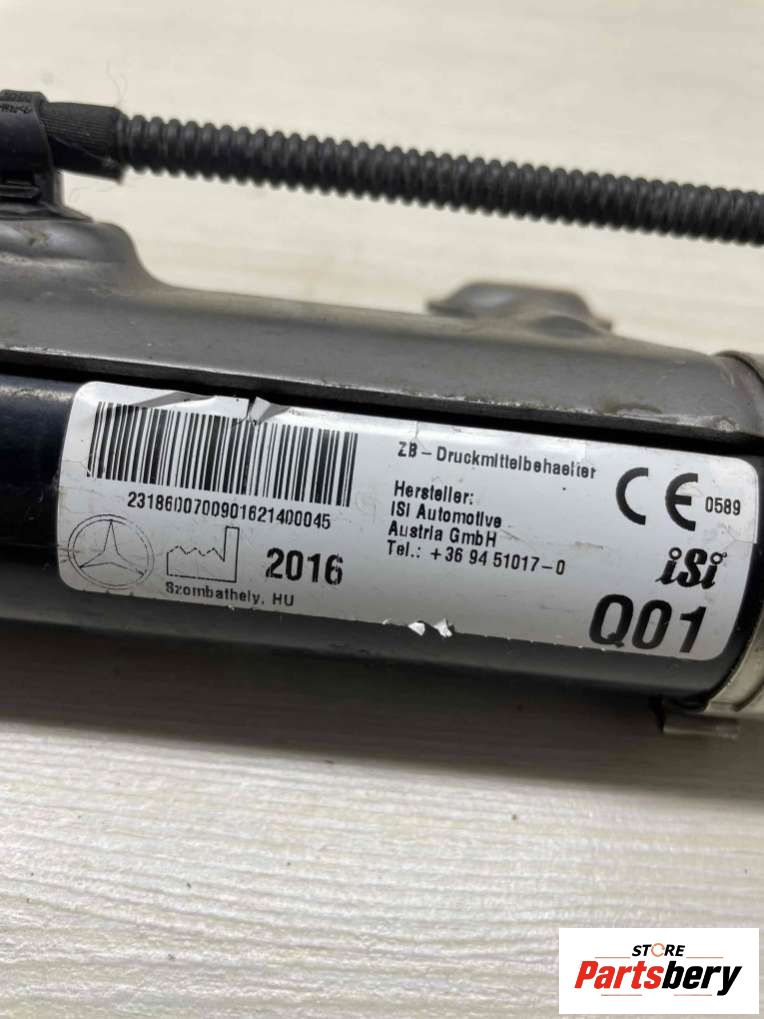 2318600700901621400045
2016
Szombathely, HU
ZB - Druckmittelbehaelter
Hersteller:
ISI Automotive
Austria GmbH
Tel.: +36 94 51017-0
CE 0589
iSi
Q01
STORE
Partsbery